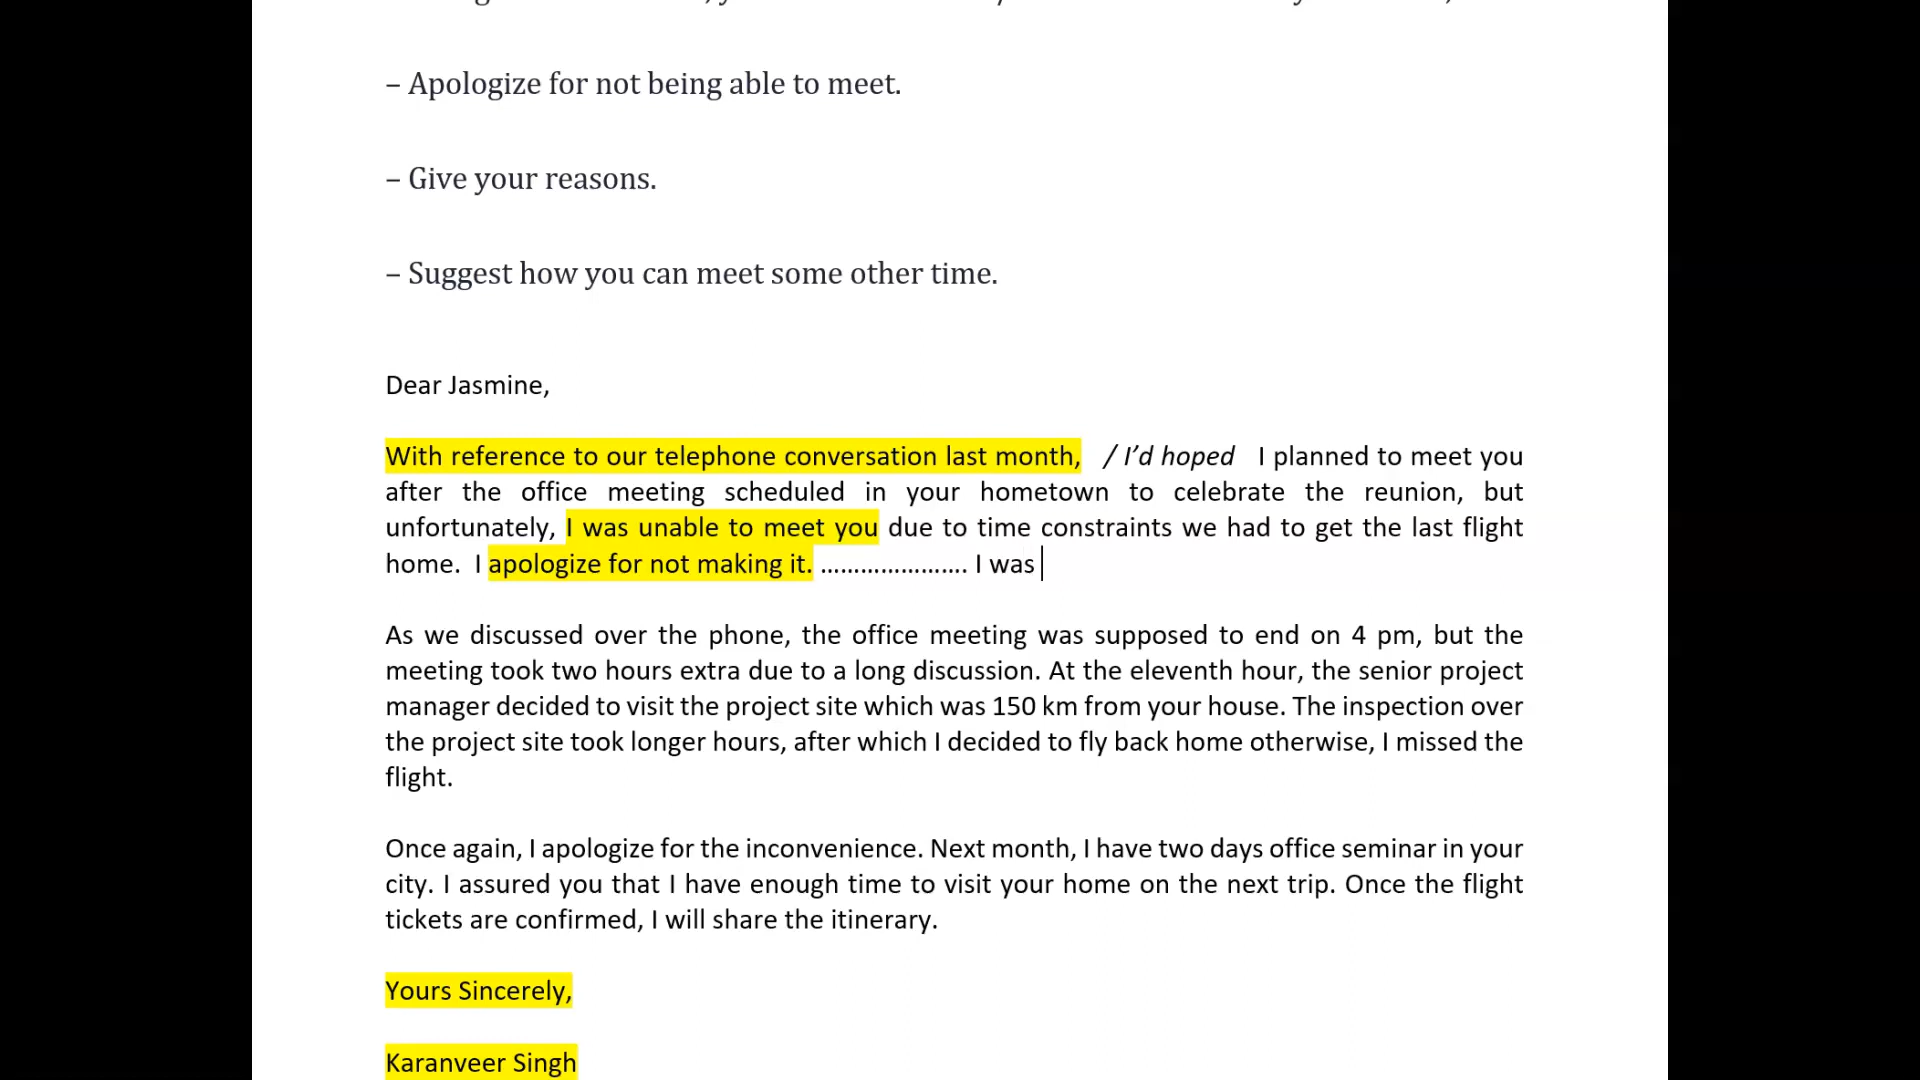 – Apologize for not being able to meet.
– Give your reasons.
– Suggest how you can meet some other time.
Dear Jasmine,
With reference to our telephone conversation last month, / I’d hoped I planned to meet you
after the office meeting scheduled in your hometown to celebrate the reunion, but
unfortunately, I was unable to meet you due to time constraints we had to get the last flight
home. I apologize for not making it. …………………. I was
As we discussed over the phone, the office meeting was supposed to end on 4 pm, but the
meeting took two hours extra due to a long discussion. At the eleventh hour, the senior project
manager decided to visit the project site which was 150 km from your house. The inspection over
the project site took longer hours, after which I decided to fly back home otherwise, I missed the
flight.
Once again, I apologize for the inconvenience. Next month, I have two days office seminar in your
city. I assured you that I have enough time to visit your home on the next trip. Once the flight
tickets are confirmed, I will share the itinerary.
Yours Sincerely,
Karanveer Singh